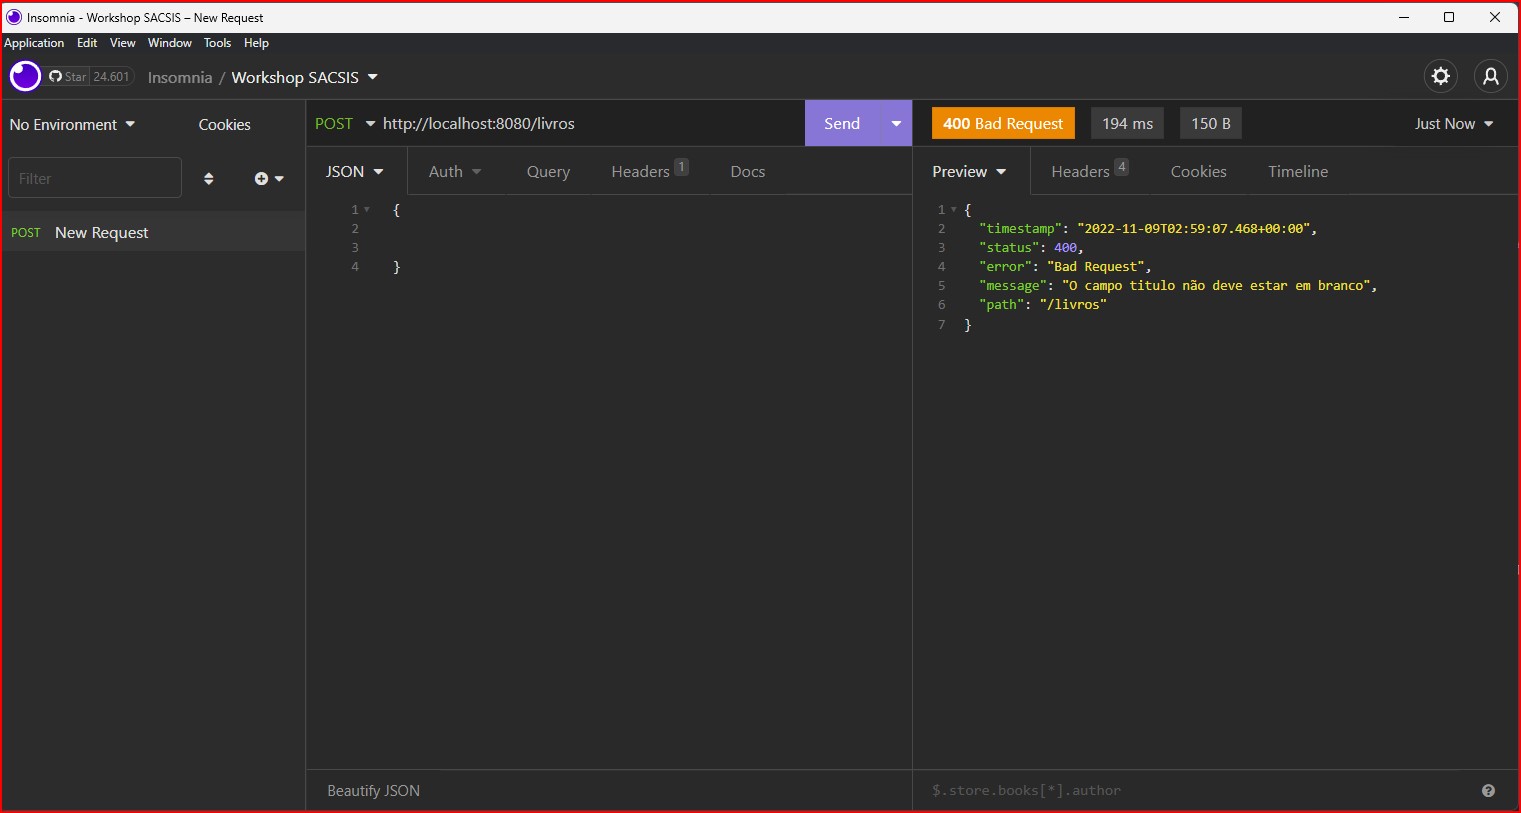 Insomnia - Workshop SACSIS – New Request
Application Edit View Window Tools Help
Star 24.601 Insomnia / Workshop SACSIS
No Environment Cookies
POST http://localhost:8080/livros Send
400 Bad Request 194 ms 150 B Just Now
Filter
JSON Auth Query Headers 1 Docs
Preview Headers 4 Cookies Timeline
POST New Request
1 {
2
3
4 }
1 {
2 "timestamp": "2022-11-09T02:59:07.468+00:00",
3 "status": 400,
4 "error": "Bad Request",
5 "message": "O campo titulo não deve estar em branco",
6 "path": "/livros"
7 }
Beautify JSON
$.store.books[*].author ?